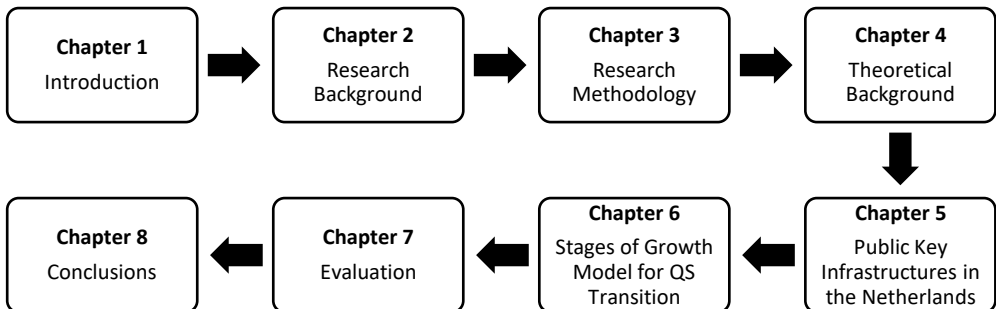 Chapter 1
Introduction
Chapter 2
Research
Background
Chapter 3
Research
Methodology
Chapter 4
Theoretical
Background
Chapter 5
Public Key
Infrastructures in
the Netherlands
Chapter 6
Stages of Growth
Model for QS
Transition
Chapter 7
Evaluation
Chapter 8
Conclusions